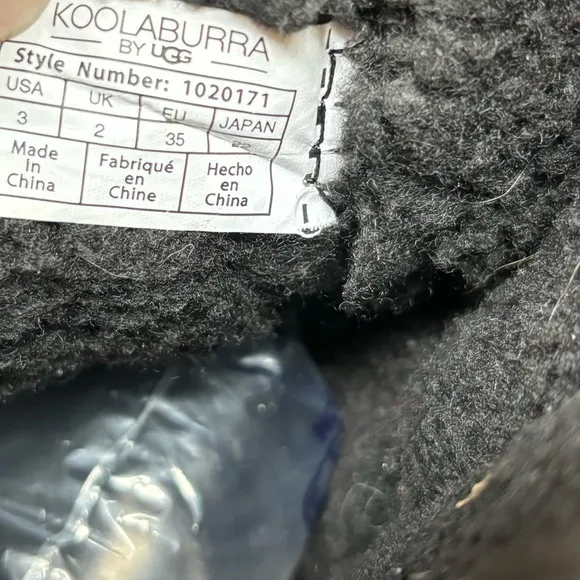 KOOLABURRA
BY UGG
Style Number: 1020171
USA UK EU JAPAN
3 2 35
Made in China
Fabriqué en Chine
Hecho en China